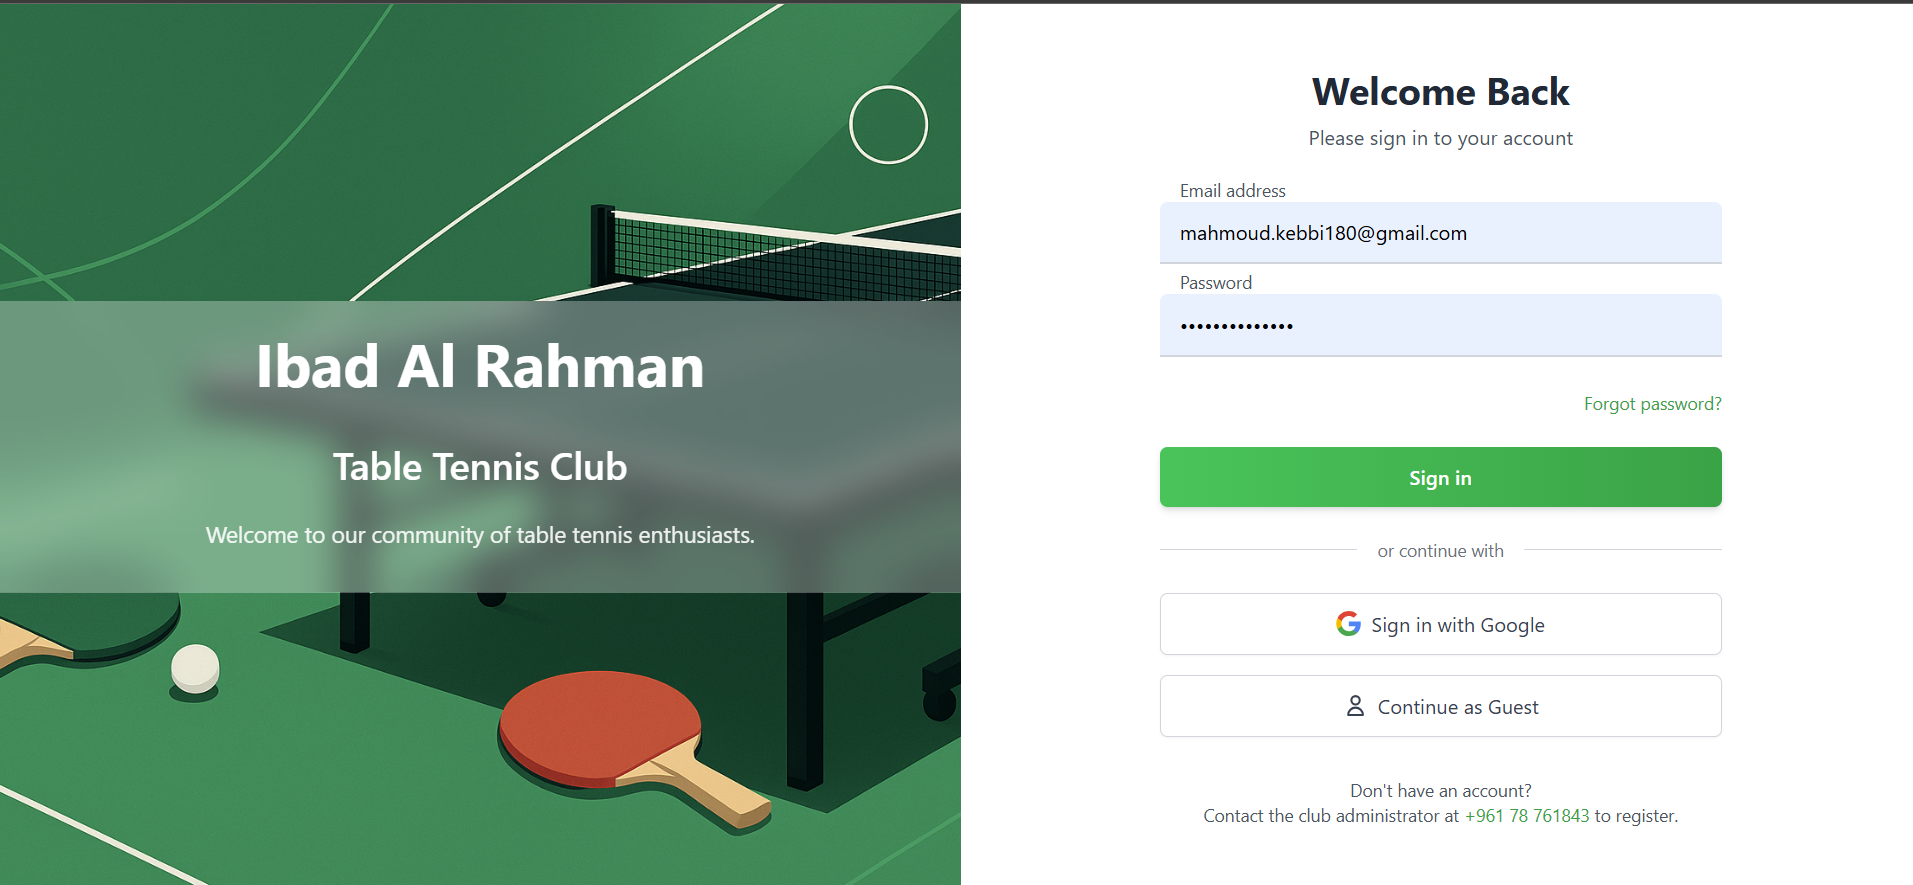 Ibad Al Rahman
Table Tennis Club
Welcome to our community of table tennis enthusiasts.
Welcome Back
Please sign in to your account
Email address
mahmoud.kebbi180@gmail.com
Password
••••••••••••••
Forgot password?
Sign in
or continue with
Sign in with Google
Continue as Guest
Don't have an account?
Contact the club administrator at +961 78 761843 to register.